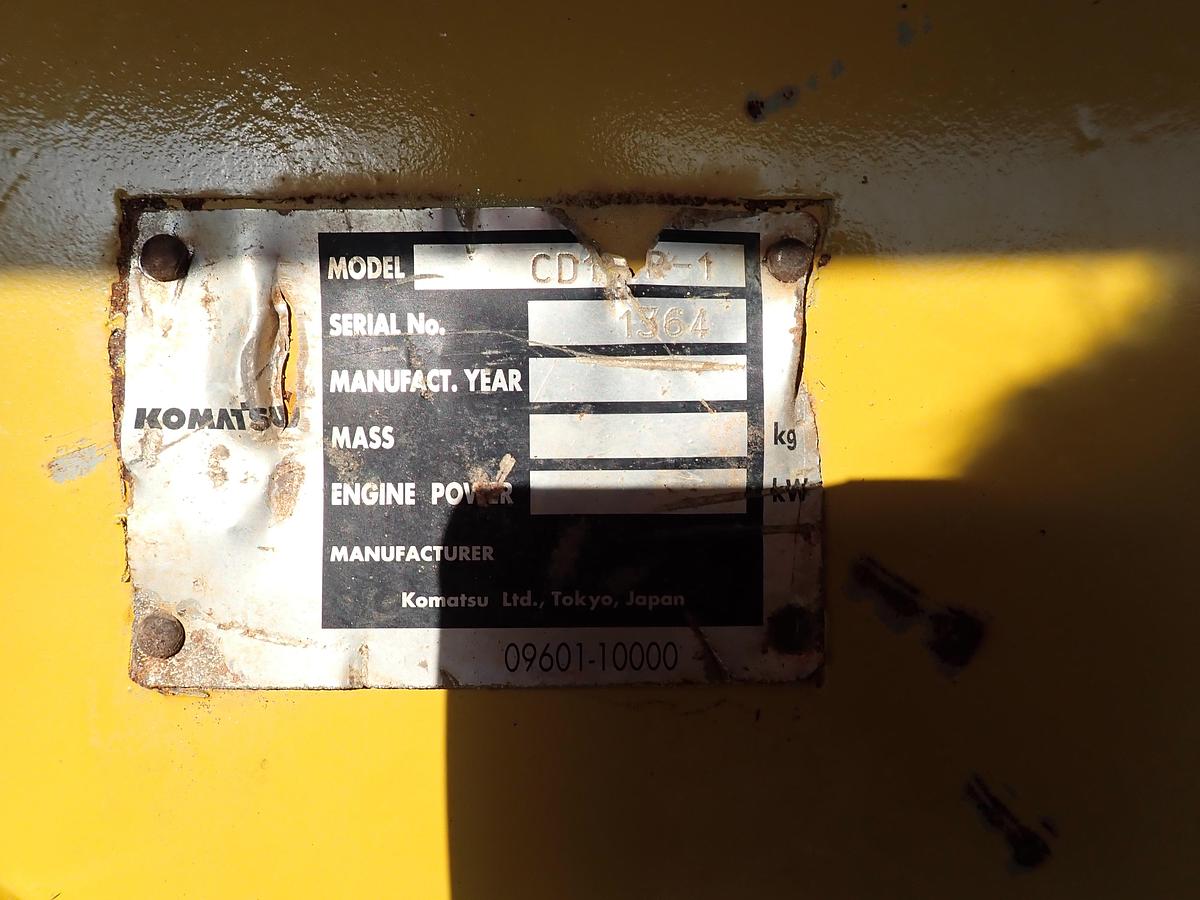 MODEL
SERIAL No. 1364
MANUFACT. YEAR
KOMATSU
MASS kg
ENGINE POWER kW
MANUFACTURER
Komatsu Ltd., Tokyo, Japan
09601-10000